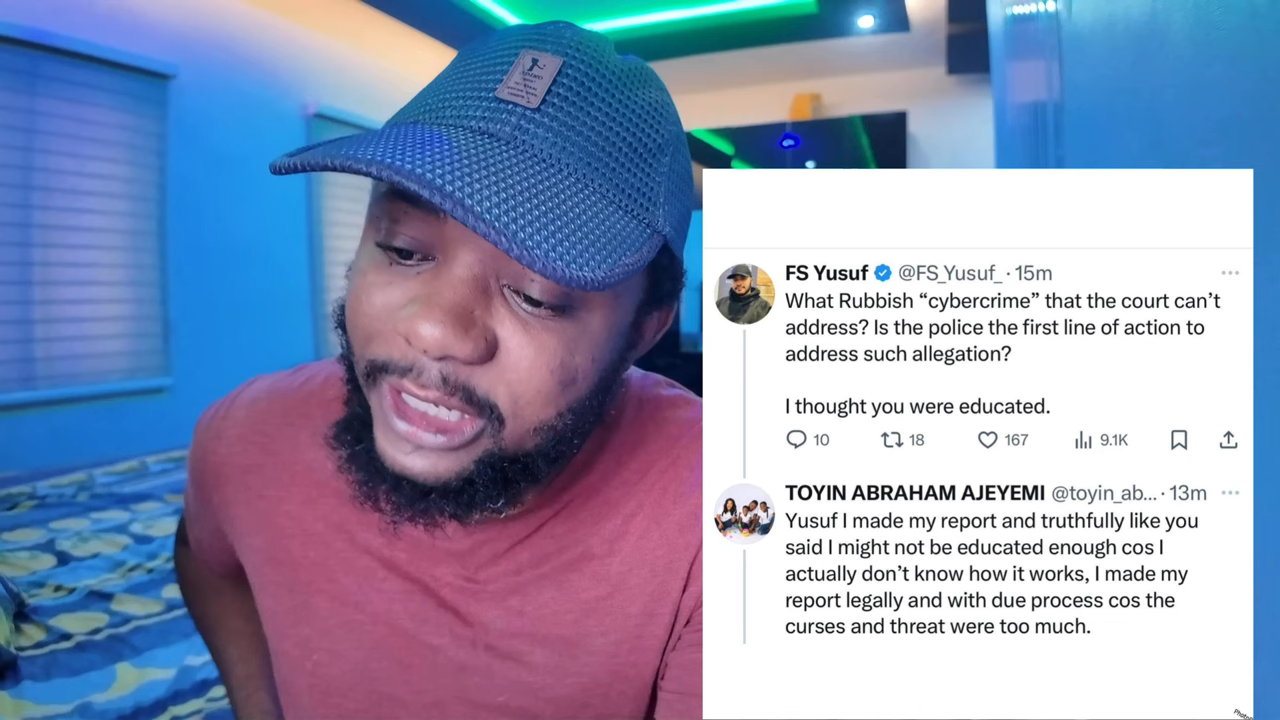 FS Yusuf @FS_Yusuf_ · 15m
What Rubbish “cybercrime” that the court can’t
address? Is the police the first line of action to
address such allegation?
I thought you were educated.
10 18 167 9.1K
TOYIN ABRAHAM AJEYEMI @toyin_ab... · 13m
Yusuf I made my report and truthfully like you
said I might not be educated enough cos I
actually don’t know how it works, I made my
report legally and with due process cos the
curses and threat were too much.